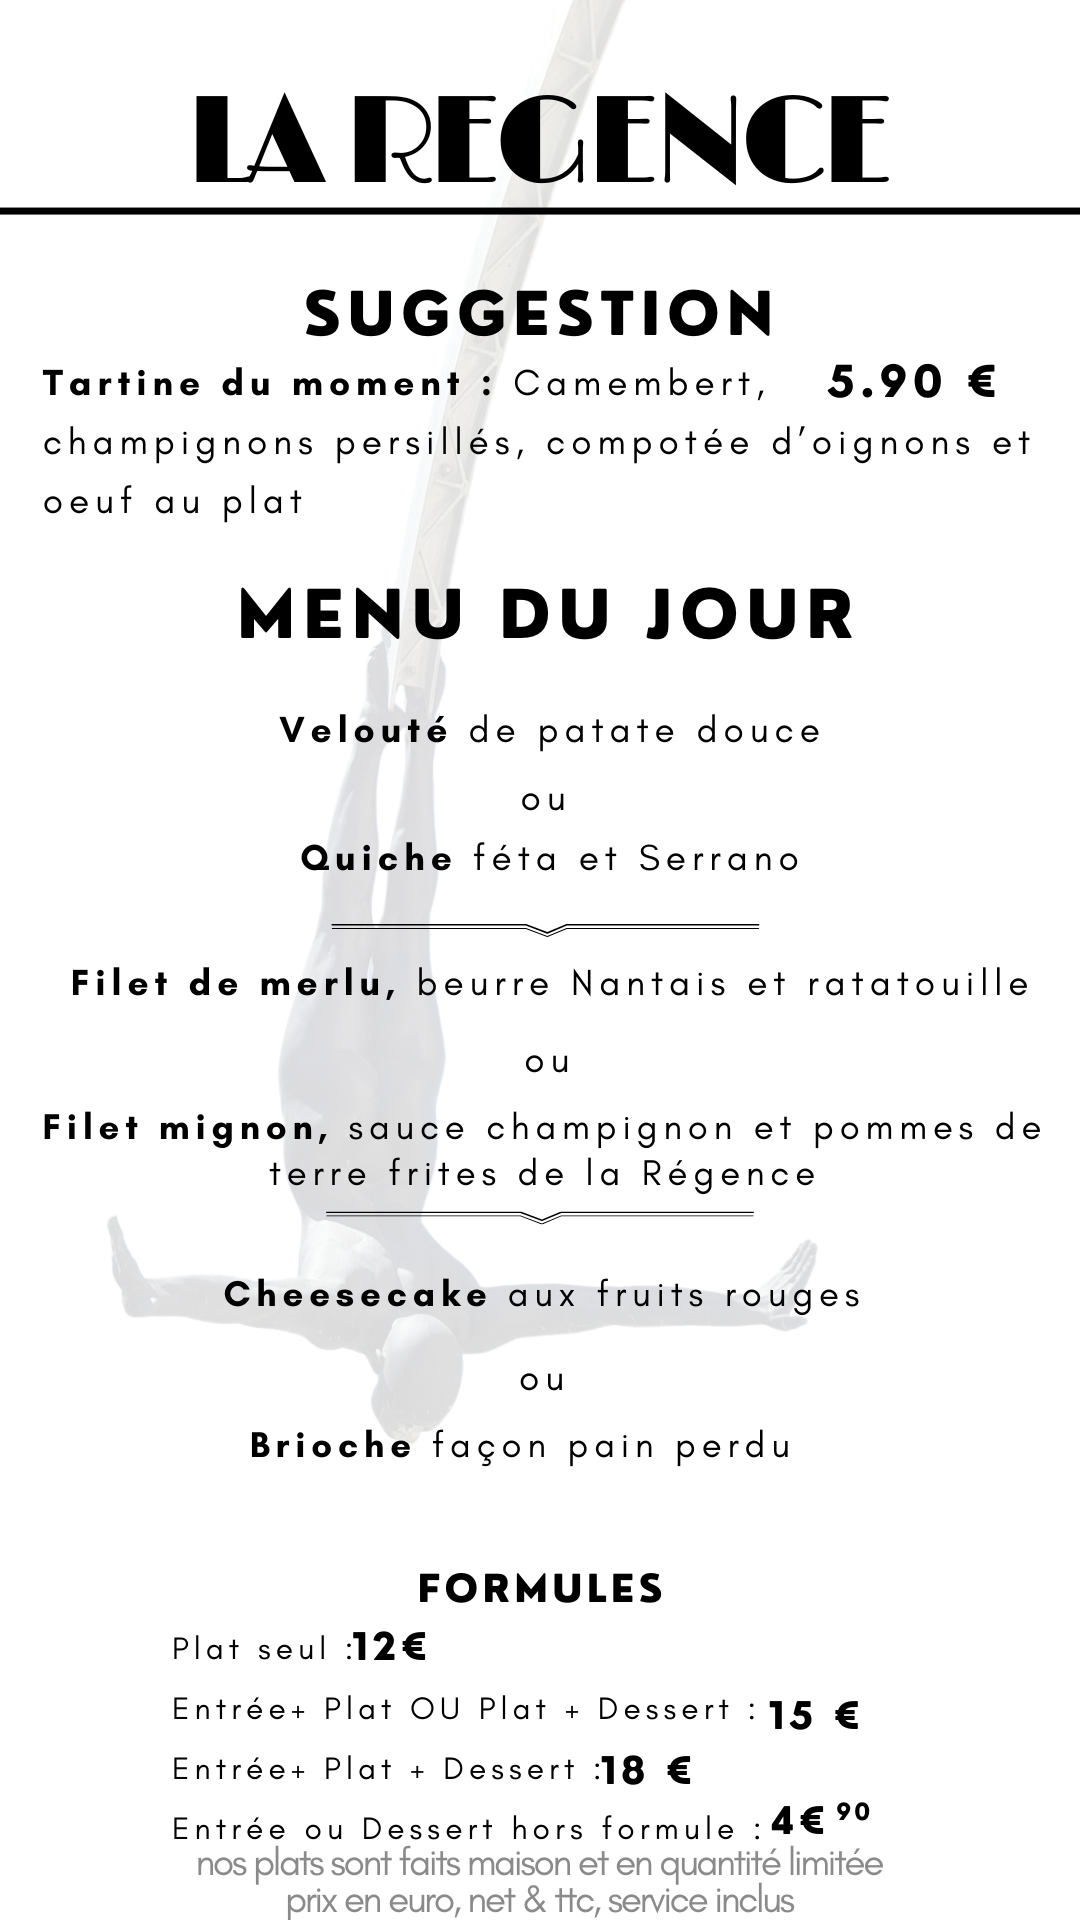 LA REGENCE
SUGGESTION
Tartine du moment : Camembert, 5.90 €
champignons persillés, compotée d’oignons et
oeuf au plat
MENU DU JOUR
Velouté de patate douce
ou
Quiche féta et Serrano
Filet de merlu, beurre Nantais et ratatouille
ou
Filet mignon, sauce champignon et pommes de
terre frites de la Régence
Cheesecake aux fruits rouges
ou
Brioche façon pain perdu
FORMULES
Plat seul :12€
Entrée+ Plat OU Plat + Dessert : 15 €
Entrée+ Plat + Dessert :18 €
Entrée ou Dessert hors formule : 4€ 90
nos plats sont faits maison et en quantité limitée
prix en euro, net & ttc, service inclus